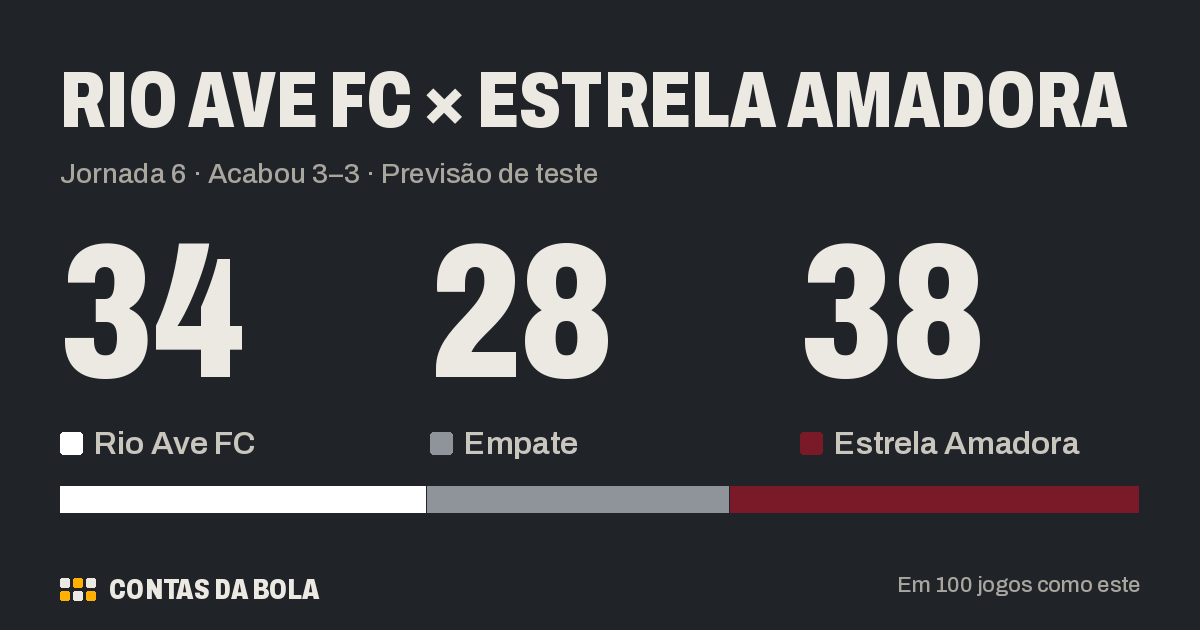 RIO AVE FC × ESTRELA AMADORA
Jornada 6 · Acabou 3–3 · Previsão de teste
34 28 38
Rio Ave FC Empate Estrela Amadora
CONTAS DA BOLA Em 100 jogos como este